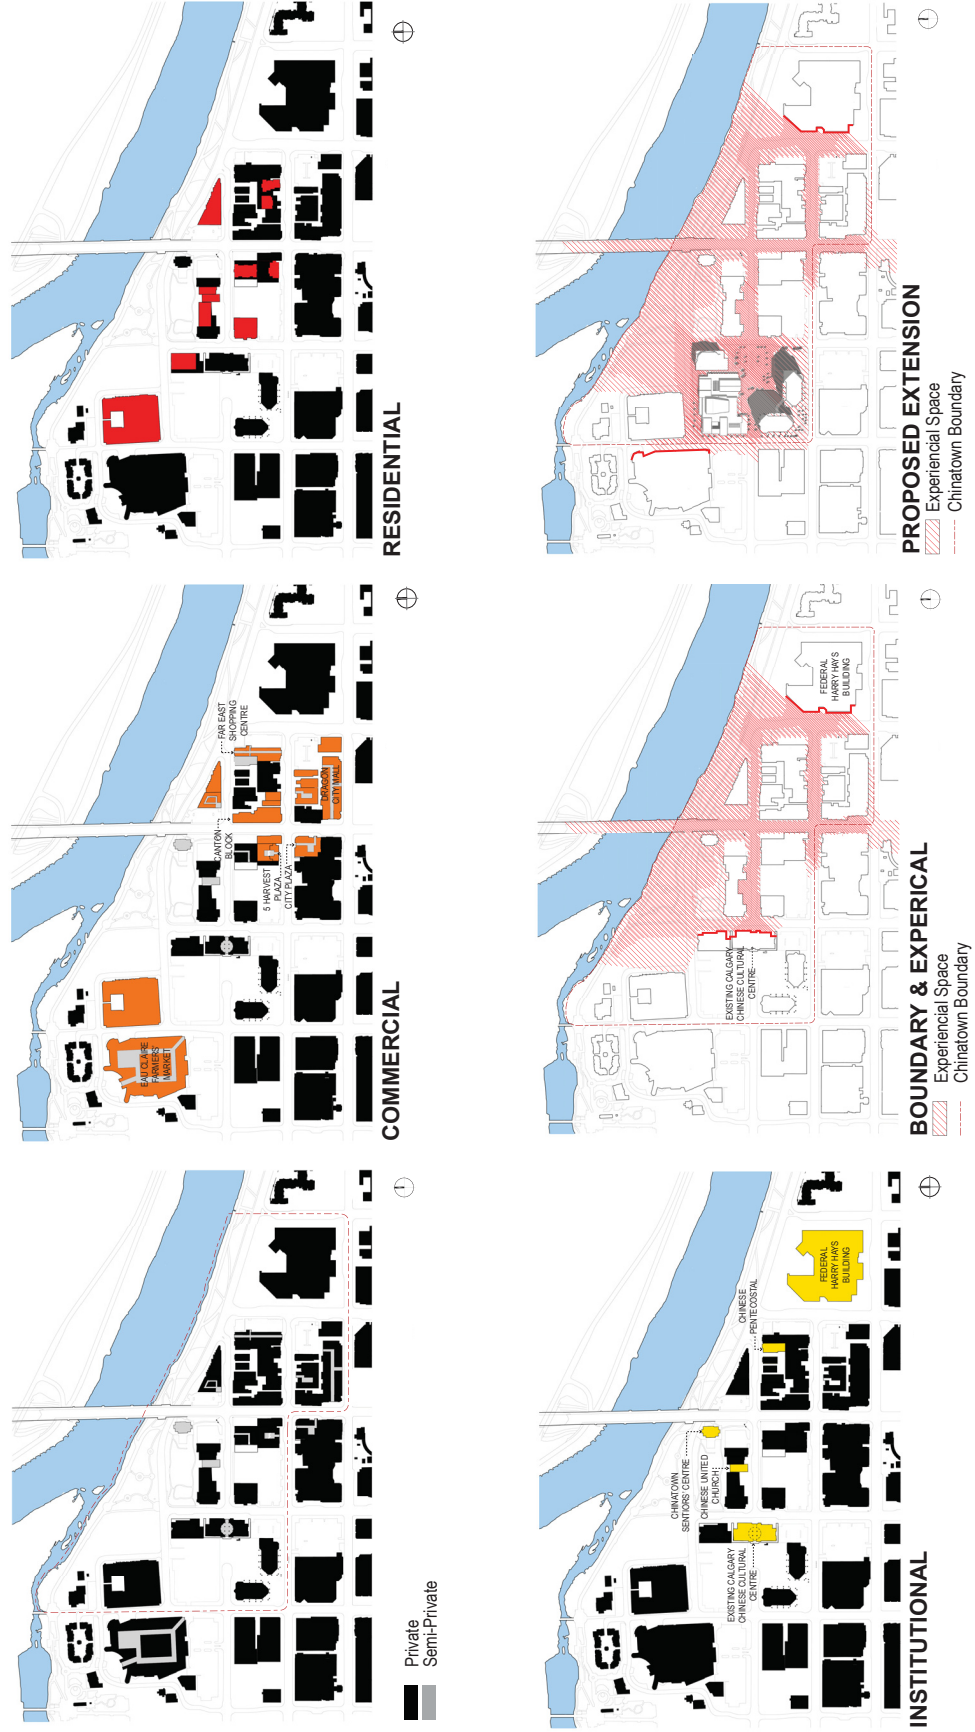 Private
Semi-Private
EAU CLAIRE
FARMERS'
MARKET
CANTON
BLOCK
5 HARVEST
PLAZA
CITY PLAZA
FAR EAST
SHOPPING
CENTRE
DRAGON
CITY MALL
COMMERCIAL
RESIDENTIAL
EXISTING CALGARY
CHINESE CULTURAL
CENTRE
CHINATOWN
SENTIORS' CENTRE
CHINESE UNITED
CHURCH
CHINESE
PENTECOSTAL
FEDERAL
HARRY HAYS
BUILDING
INSTITUTIONAL
EXISTING CALGARY
CHINESE CULTURAL
CENTRE
FEDERAL
HARRY HAYS
BUILIDING
BOUNDARY & EXPERICAL
Experiencial Space
Chinatown Boundary
PROPOSED EXTENSION
Experiencial Space
Chinatown Boundary